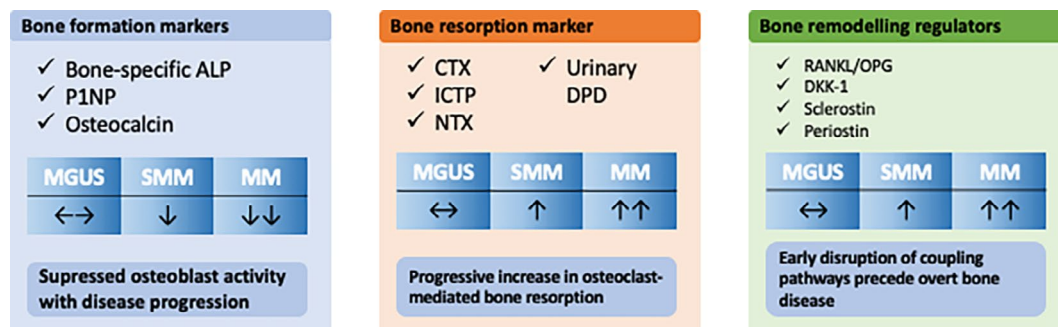 Bone formation markers
✓ Bone-specific ALP
✓ P1NP
✓ Osteocalcin
MGUS SMM MM
←→ ↓ ↓↓
Supressed osteoblast activity
with disease progression
Bone resorption marker
✓ CTX
✓ ICTP
✓ NTX
✓ Urinary
DPD
MGUS SMM MM
↔ ↑ ↑↑
Progressive increase in osteoclast-
mediated bone resorption
Bone remodelling regulators
✓ RANKL/OPG
✓ DKK-1
✓ Sclerostin
✓ Periostin
MGUS SMM MM
↔ ↑ ↑↑
Early disruption of coupling
pathways precede overt bone
disease